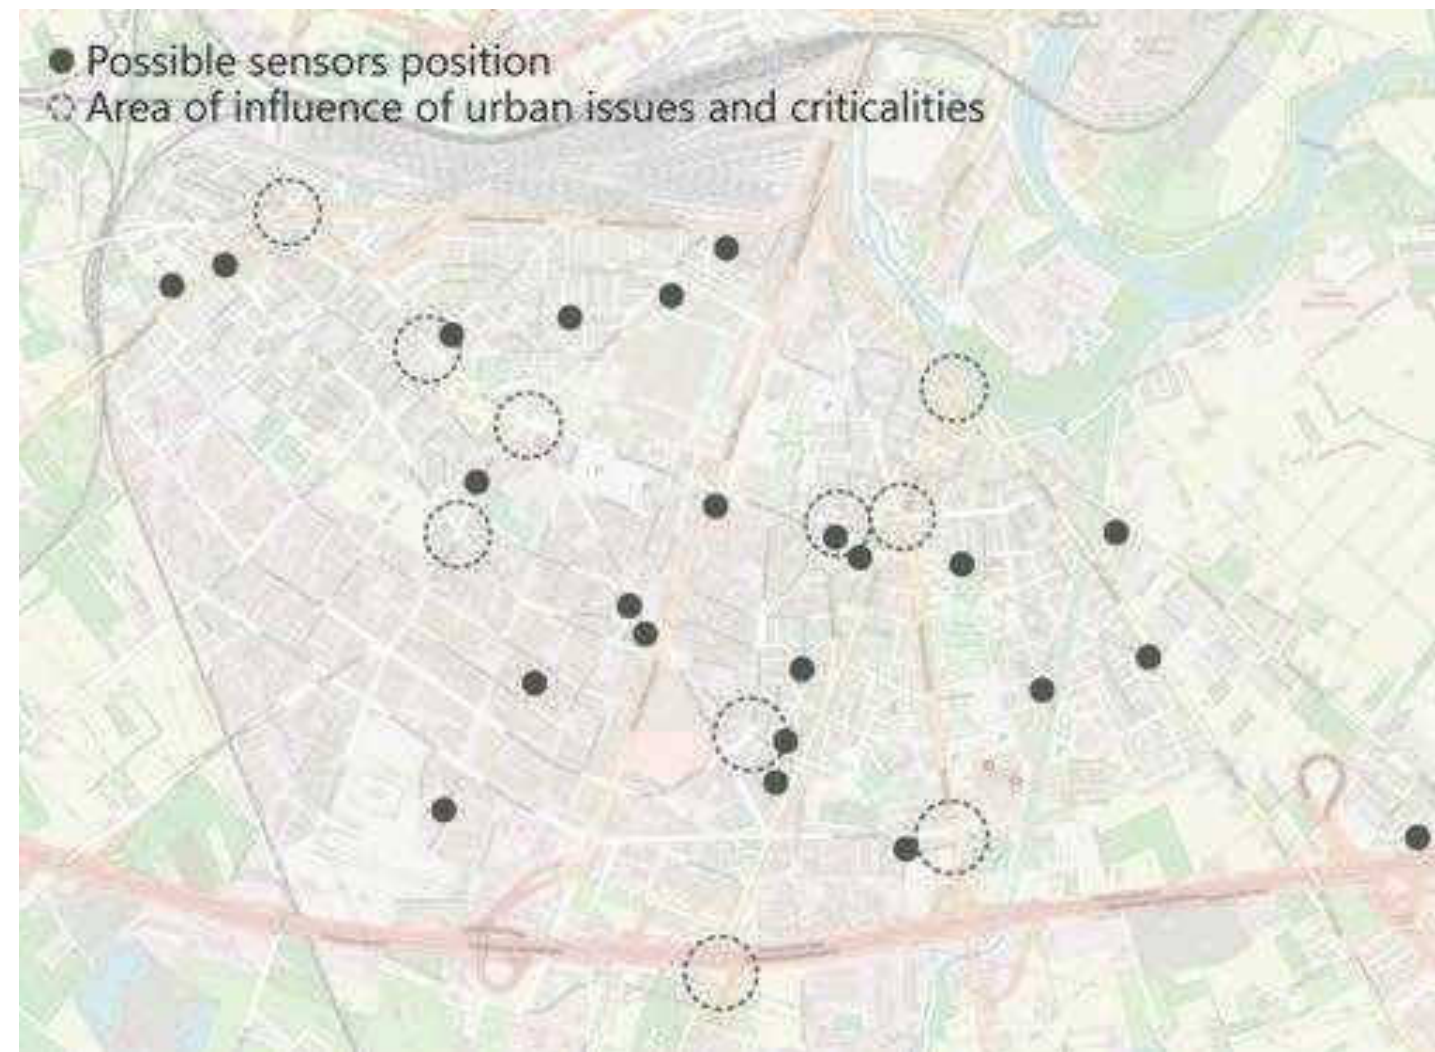 Possible sensors position
Area of influence of urban issues and criticalities